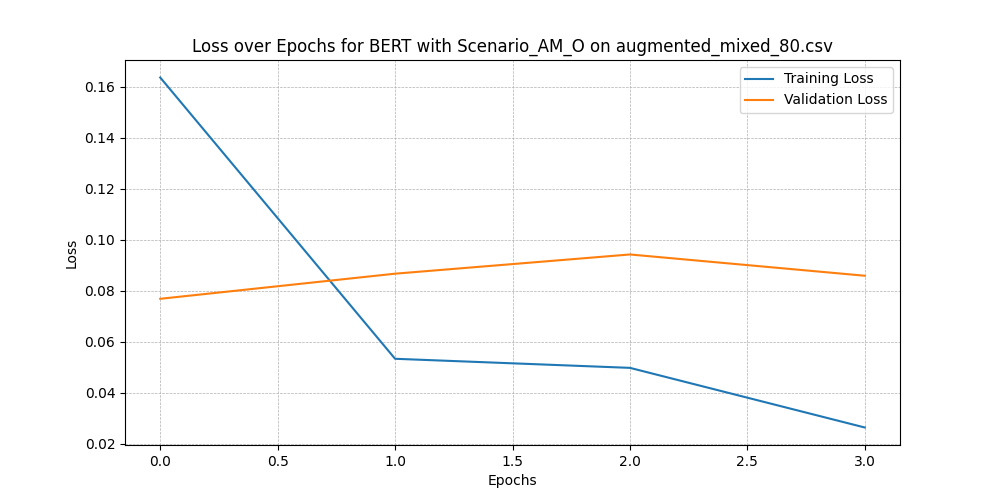 Loss over Epochs for BERT with Scenario_AM_O on augmented_mixed_80.csv
Training Loss
Validation Loss
0.16
0.14
0.12
0.10
0.08
0.06
0.04
0.02
Loss
0.0 0.5 1.0 1.5 2.0 2.5 3.0
Epochs